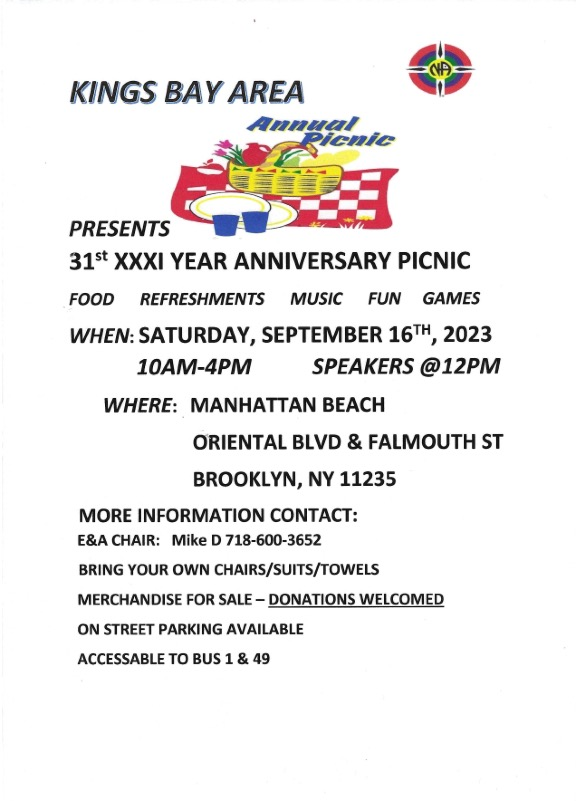 KINGS BAY AREA
NA
Annual
Picnic
PRESENTS
31st XXXI YEAR ANNIVERSARY PICNIC
FOOD REFRESHMENTS MUSIC FUN GAMES
WHEN: SATURDAY, SEPTEMBER 16TH, 2023
10AM-4PM SPEAKERS @12PM
WHERE: MANHATTAN BEACH
ORIENTAL BLVD & FALMOUTH ST
BROOKLYN, NY 11235
MORE INFORMATION CONTACT:
E&A CHAIR: Mike D 718-600-3652
BRING YOUR OWN CHAIRS/SUITS/TOWELS
MERCHANDISE FOR SALE – DONATIONS WELCOMED
ON STREET PARKING AVAILABLE
ACCESSABLE TO BUS 1 & 49